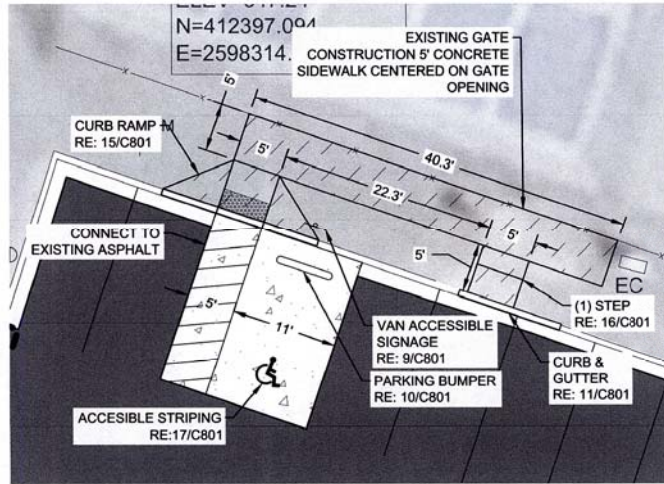 N=412397.094
E=2598314.
EXISTING GATE
CONSTRUCTION 5' CONCRETE
SIDEWALK CENTERED ON GATE
OPENING
5'
CURB RAMP M
RE: 15/C801
5'
40.3'
22.3'
5'
CONNECT TO
EXISTING ASPHALT
5'
EC
(1) STEP
RE: 16/C801
5'
11'
VAN ACCESSIBLE
SIGNAGE
RE: 9/C801
CURB &
GUTTER
RE: 11/C801
PARKING BUMPER
RE: 10/C801
ACCESIBLE STRIPING
RE:17/C801